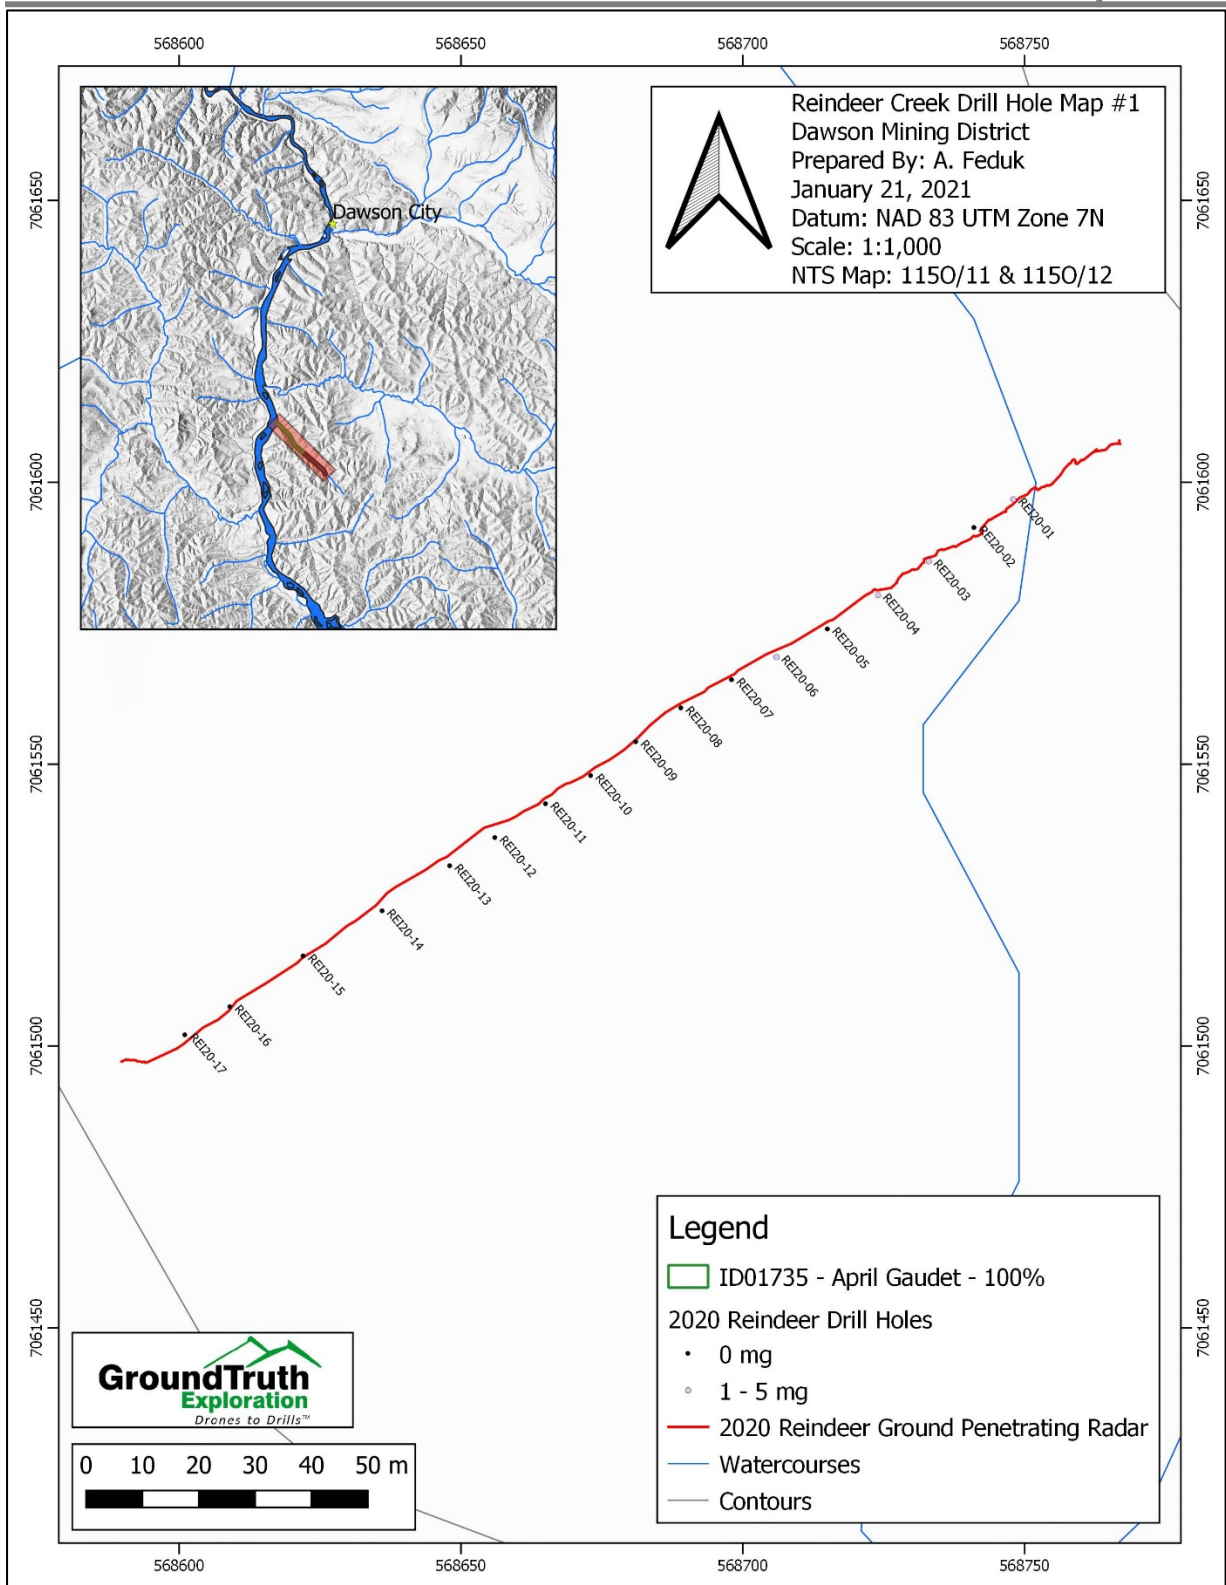 568600
568650
568700
568750
7061650
7061600
7061550
7061500
7061450
Dawson City
Reindeer Creek Drill Hole Map #1
Dawson Mining District
Prepared By: A. Feduk
January 21, 2021
Datum: NAD 83 UTM Zone 7N
Scale: 1:1,000
NTS Map: 115O/11 & 115O/12
7061650
7061600
7061550
7061500
7061450
REI20-01
REI20-02
REI20-03
REI20-04
REI20-05
REI20-06
REI20-07
REI20-08
REI20-09
REI20-10
REI20-11
REI20-12
REI20-13
REI20-14
REI20-15
REI20-16
REI20-17
Legend
ID01735 - April Gaudet - 100%
2020 Reindeer Drill Holes
0 mg
1 - 5 mg
2020 Reindeer Ground Penetrating Radar
Watercourses
Contours
GroundTruth
Exploration
Drones to Drills™
0 10 20 30 40 50 m
568600
568650
568700
568750